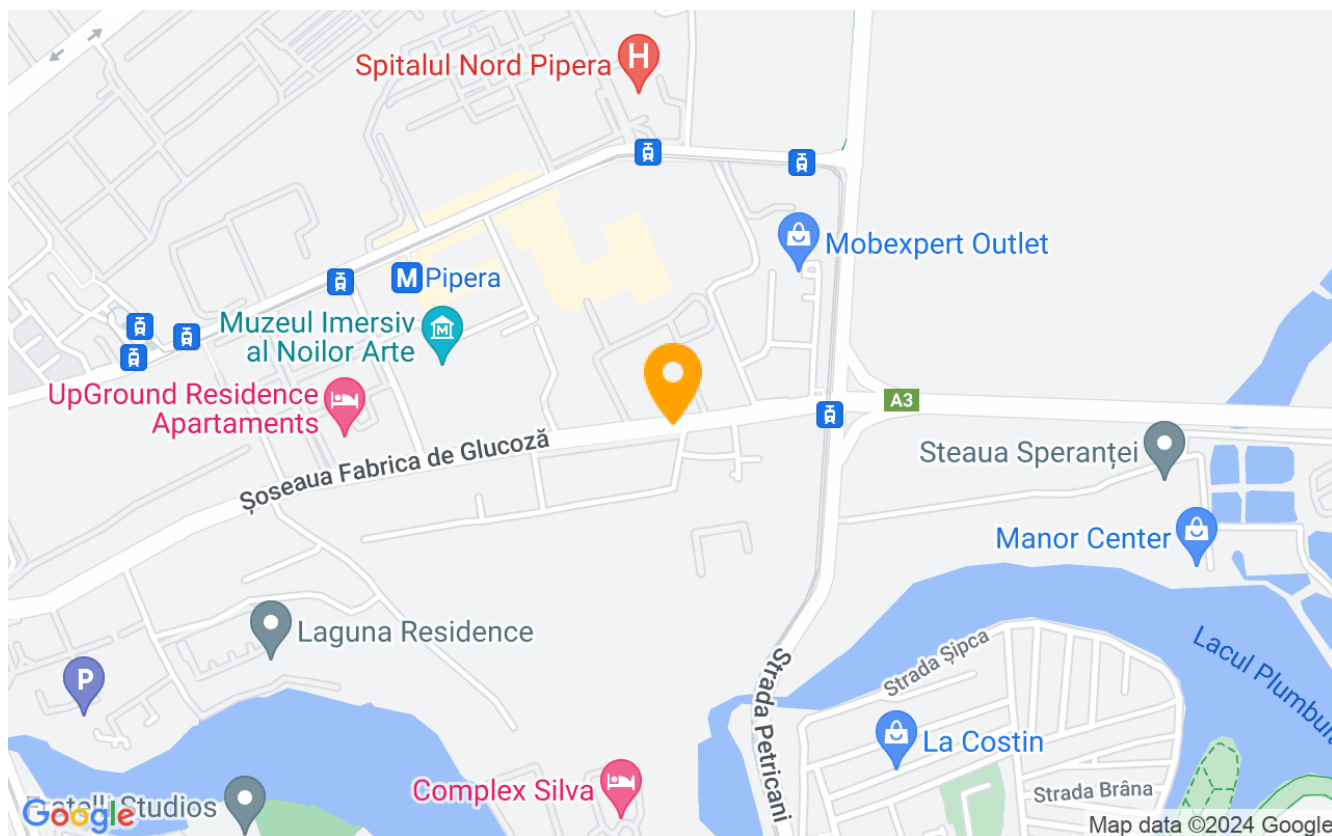 Spitalul Nord Pipera
H
Mobexpert Outlet
M Pipera
Muzeul Imersiv
al Noilor Arte
M
UpGround Residence
Apartaments
A3
Șoseaua Fabrica de Glucoză
Steaua Speranței
Manor Center
Laguna Residence
Strada Șipca
Lacul Plumbuita
P
Strada Petricani
La Costin
Complex Silva
Strada Brâna
Fratelli Studios
Google
Map data ©2024 Google